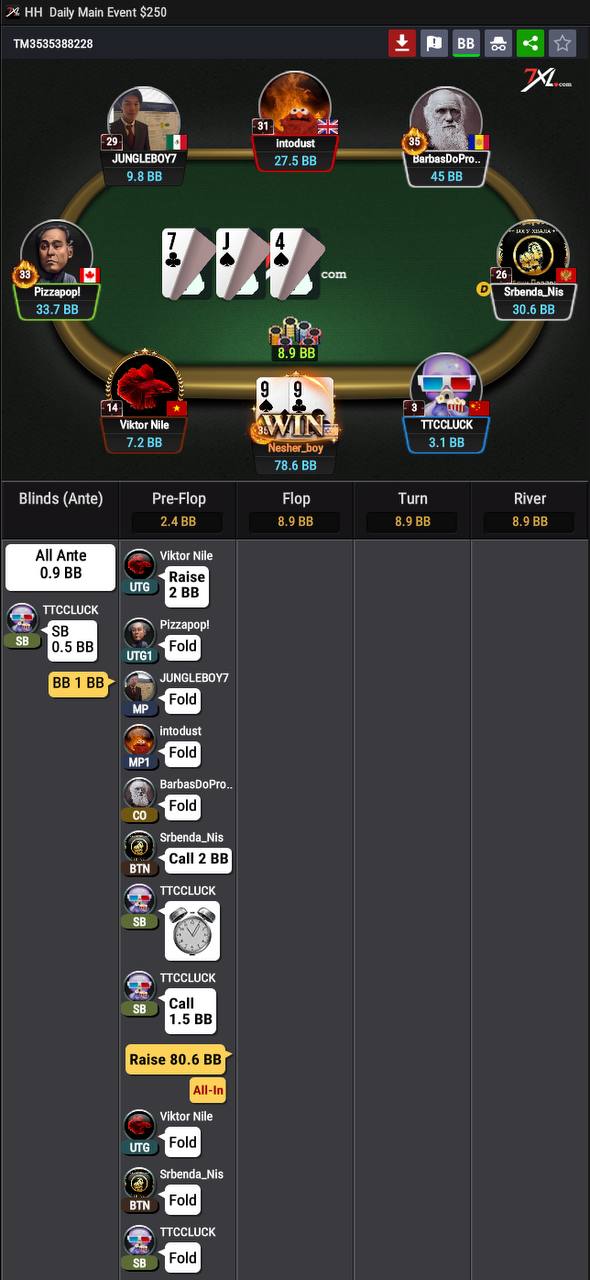 HH Daily Main Event $250
TM3535388228
BB
7XL.com
29
JUNGLEBOY7
9.8 BB
31
intodust
27.5 BB
35
BarbasDoPro..
45 BB
33
Pizzapop!
33.7 BB
7
J
4
com
D
26
Srbenda_Nis
30.6 BB
8.9 BB
14
Viktor Nile
7.2 BB
9
9
WIN
Nesher_boy
78.6 BB
3
TTCCLUCK
3.1 BB
Blinds (Ante)
Pre-Flop
2.4 BB
Flop
8.9 BB
Turn
8.9 BB
River
8.9 BB
All Ante
0.9 BB
TTCCLUCK
SB
SB
0.5 BB
BB 1 BB
Viktor Nile
UTG
Raise
2 BB
Pizzapop!
UTG1
Fold
JUNGLEBOY7
MP
Fold
intodust
MP1
Fold
BarbasDoPro..
CO
Fold
Srbenda_Nis
BTN
Call 2 BB
TTCCLUCK
SB
TTCCLUCK
SB
Call
1.5 BB
Raise 80.6 BB
All-In
Viktor Nile
UTG
Fold
Srbenda_Nis
BTN
Fold
TTCCLUCK
SB
Fold